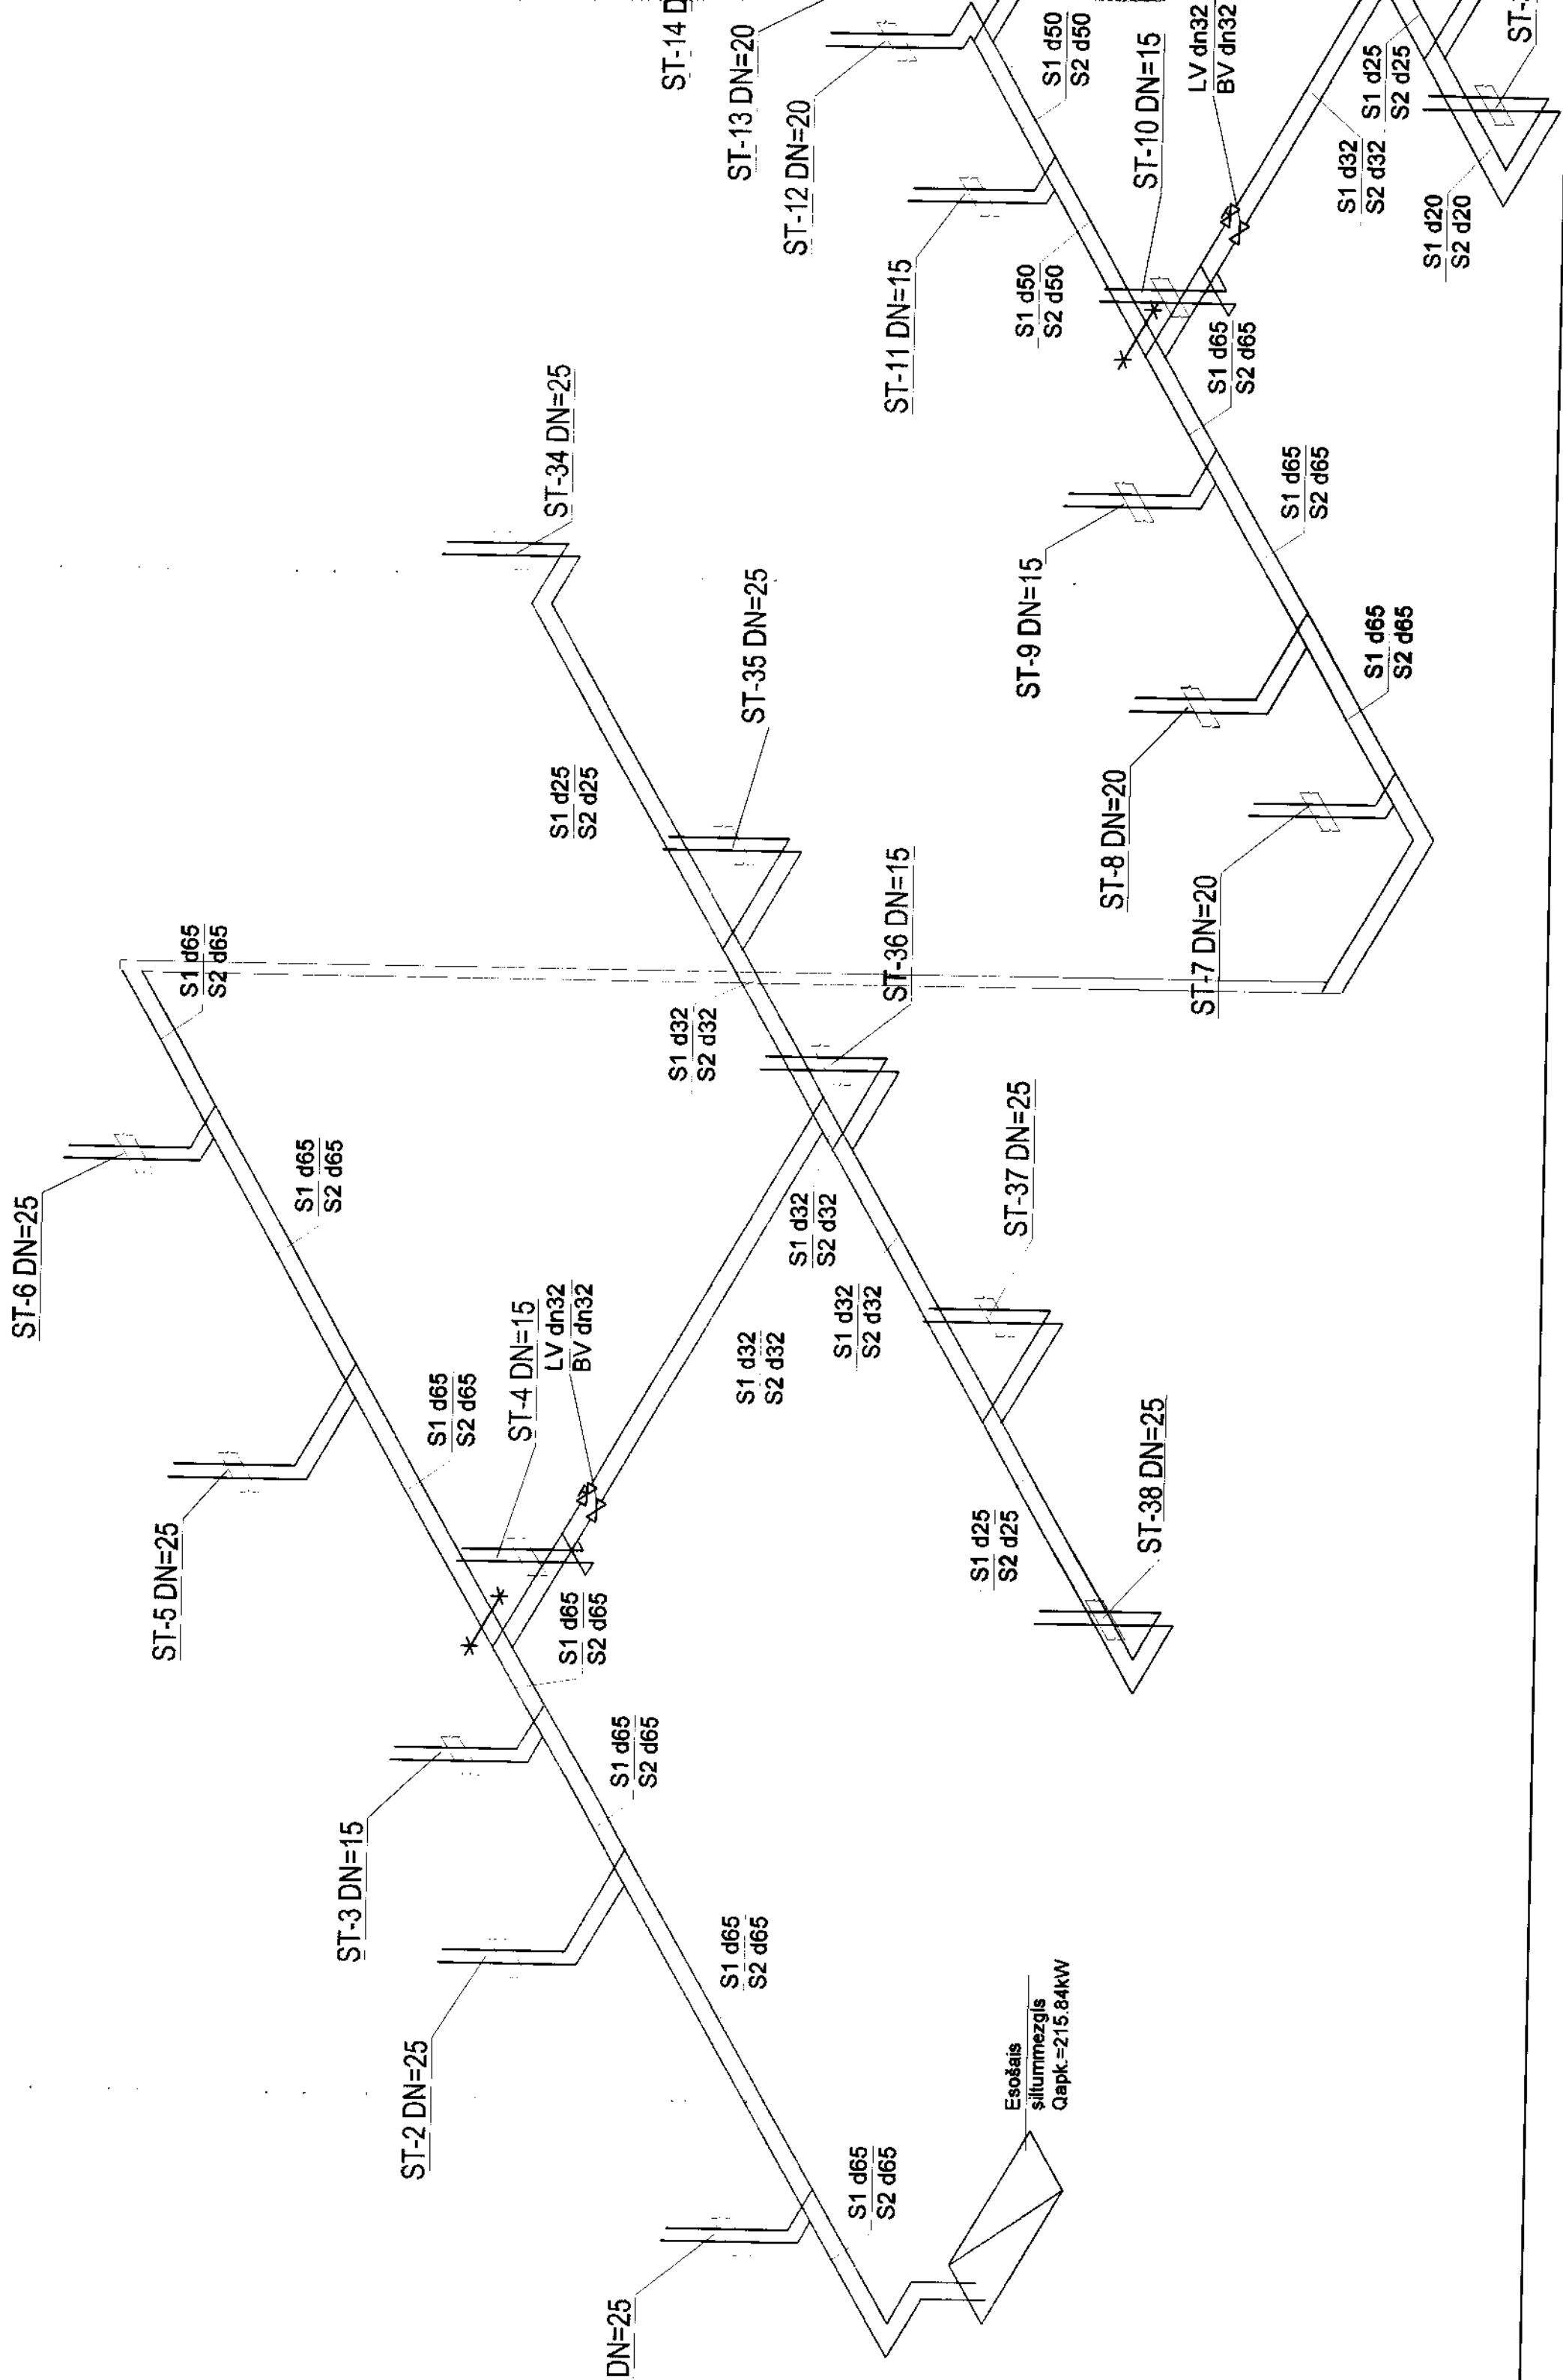 ST-6 DN=25
S1 d65
S2 d65
S1 d65
S2 d65
ST-5 DN=25
S1 d65
S2 d65
ST-4 DN=15
LV dn32
BV dn32
S1 d65
S2 d65
ST-3 DN=15
S1 d65
S2 d65
ST-2 DN=25
S1 d65
S2 d65
DN=25
S1 d65
S2 d65
Esošais
siltummezgls
Qapk.=215.84kW
ST-34 DN=25
S1 d25
S2 d25
ST-35 DN=25
S1 d32
S2 d32
ST-36 DN=15
S1 d32
S2 d32
S1 d32
S2 d32
S1 d32
S2 d32
ST-37 DN=25
S1 d25
S2 d25
ST-38 DN=25
ST-14 D
ST-13 DN=20
ST-12 DN=20
S1 d50
S2 d50
ST-11 DN=15
S1 d50
S2 d50
ST-10 DN=15
LV dn32
BV dn32
S1 d65
S2 d65
ST-9 DN=15
S1 d65
S2 d65
ST-8 DN=20
S1 d65
S2 d65
ST-7 DN=20
S1 d25
S2 d25
S1 d32
S2 d32
S1 d20
S2 d20